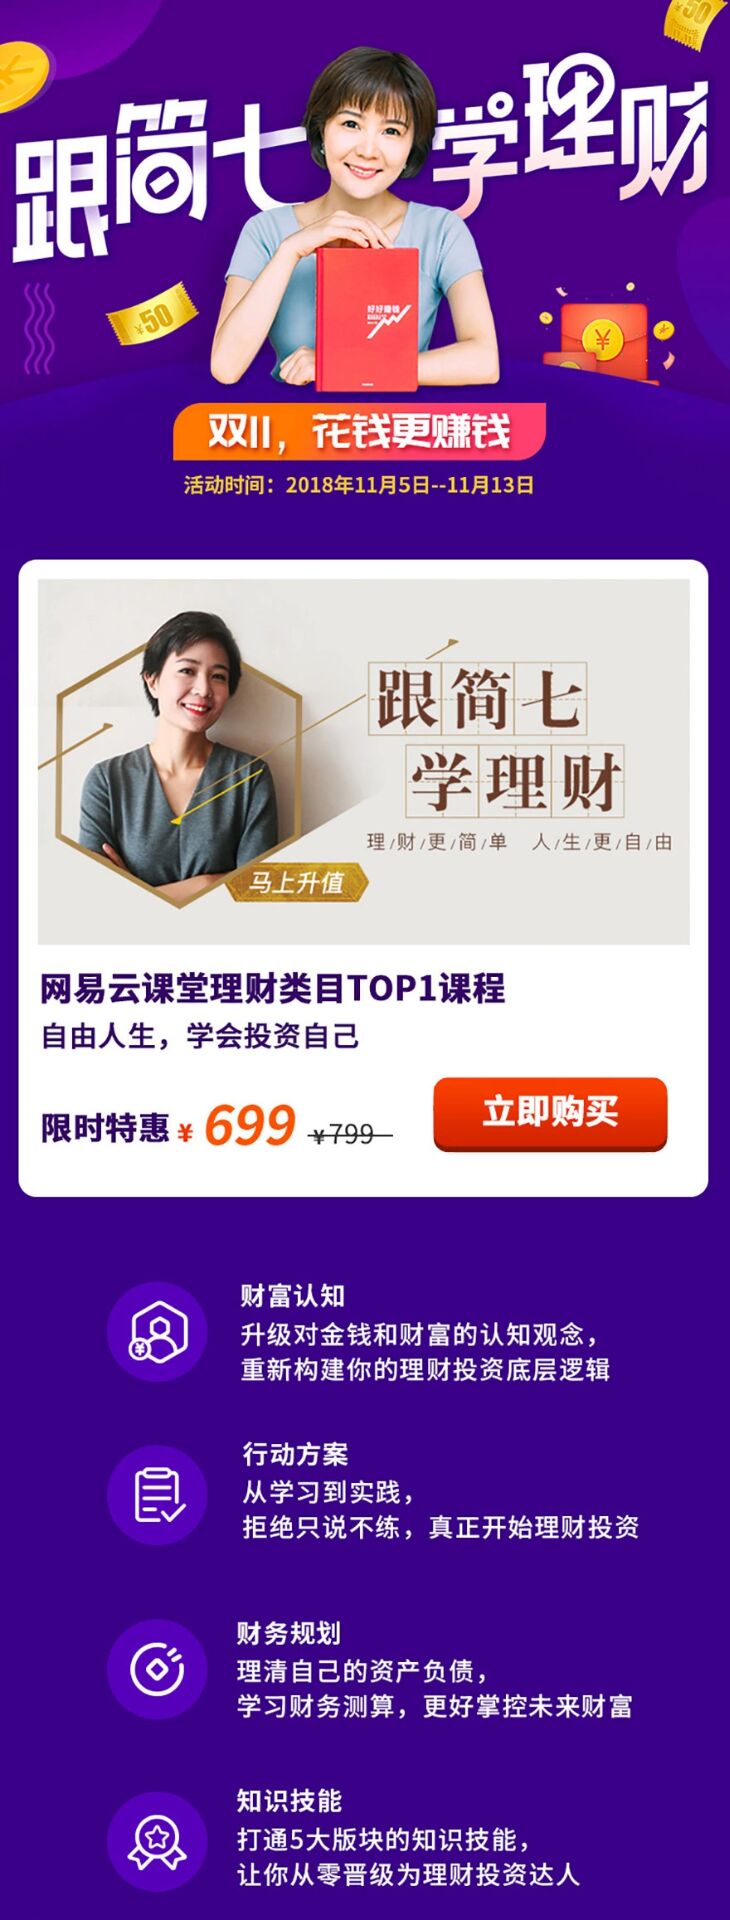 ¥50
跟简七学理财
¥50
好好赚钱
¥
双11，花钱更赚钱
活动时间：2018年11月5日--11月13日
跟简七
学理财
理/财/更/简/单 人/生/更/自/由
马上升值
网易云课堂理财类目TOP1课程
自由人生，学会投资自己
限时特惠 ¥ 699 ¥799
立即购买
财富认知
升级对金钱和财富的认知观念，
重新构建你的理财投资底层逻辑
行动方案
从学习到实践，
拒绝只说不练，真正开始理财投资
财务规划
理清自己的资产负债，
学习财务测算，更好掌控未来财富
知识技能
打通5大版块的知识技能，
让你从零晋级为理财投资达人